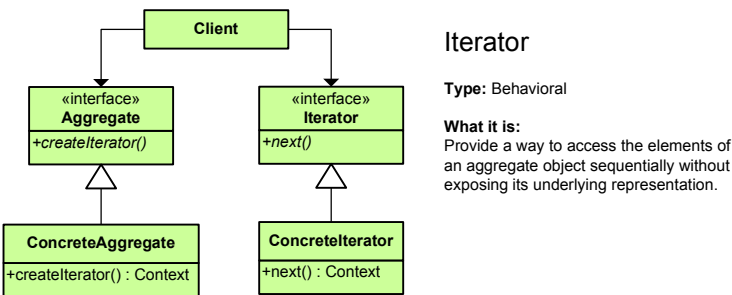 Client
«interface»
Aggregate
+createIterator()
«interface»
Iterator
+next()
ConcreteAggregate
+createIterator() : Context
ConcreteIterator
+next() : Context
Iterator
Type: Behavioral
What it is:
Provide a way to access the elements of
an aggregate object sequentially without
exposing its underlying representation.